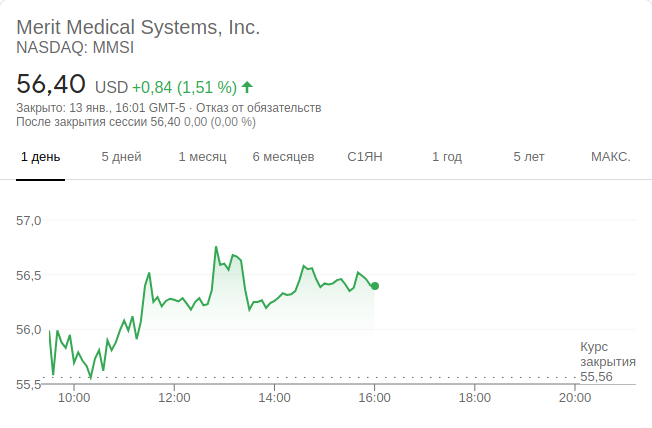 Merit Medical Systems, Inc.
NASDAQ: MMSI
56,40 USD +0,84 (1,51 %)
Закрыто: 13 янв., 16:01 GMT-5 · Отказ от обязательств
После закрытия сессии 56,40 0,00 (0,00 %)
1 день 5 дней 1 месяц 6 месяцев С1ЯН 1 год 5 лет МАКС.
57,0
56,5
56,0
55,5
Курс
закрытия
55,56
10:00 12:00 14:00 16:00 18:00 20:00